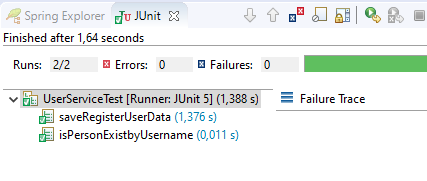 Spring Explorer JUnit
Finished after 1,64 seconds
Runs: 2/2 Errors: 0 Failures: 0
UserServiceTest [Runner: JUnit 5] (1,388 s) Failure Trace
saveRegisterUserData (1,376 s)
isPersonExistbyUsername (0,011 s)